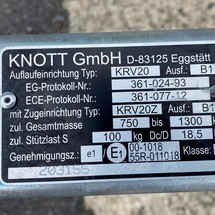 KNOTT GmbH D-83125 Eggstätt
Auflaufeinrichtung Typ: KRV20 Ausf.: B1
EG-Protokoll-Nr.: 361-024-93
ECE-Protokoll-Nr.: 361-077-12
mit Zugeinrichtung Typ: KRV20Z Ausf.: B1
zul. Gesamtmasse 750 bis 1300
zul. Stützlast S 100 kg Dc/D 18.5
Genehmigungsz.: e1 E1 00-1018
55R-011018
203155